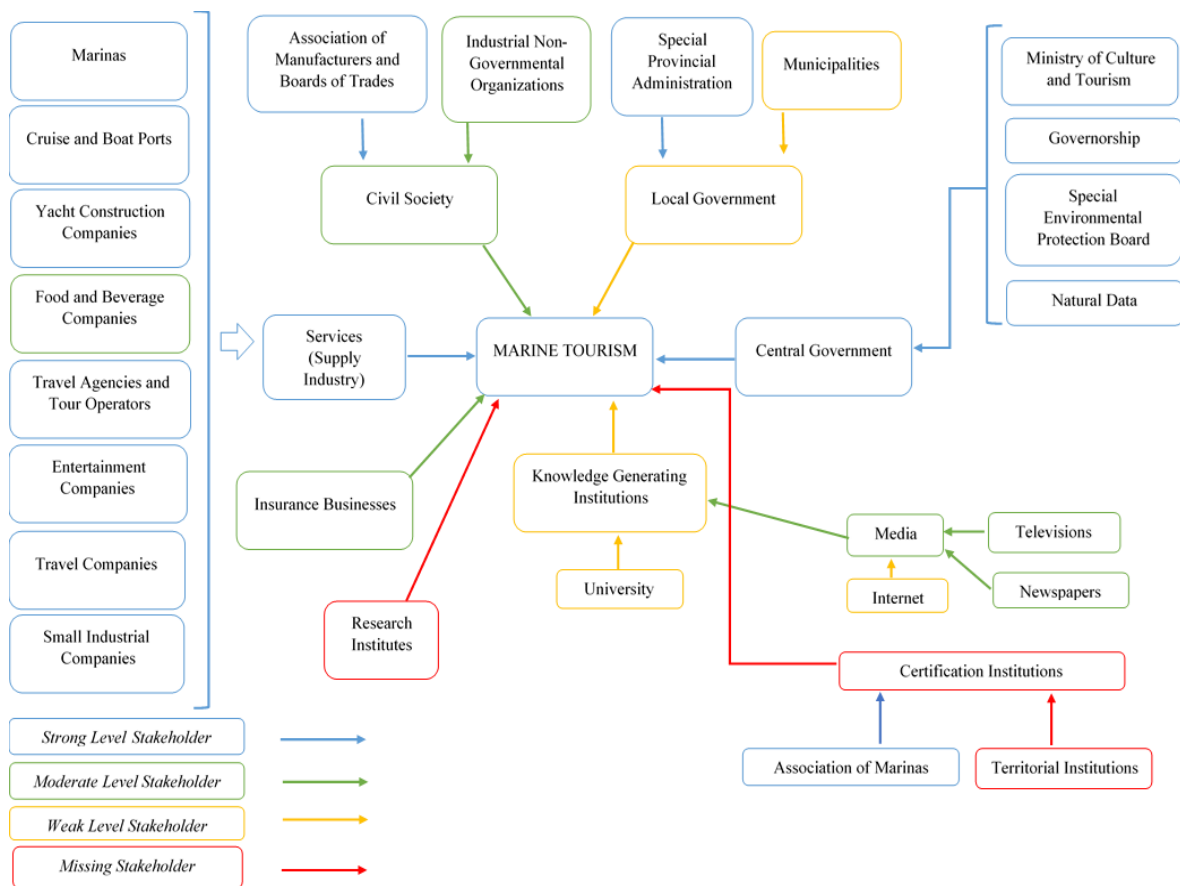 Marinas
Cruise and Boat Ports
Yacht Construction
Companies
Food and Beverage
Companies
Travel Agencies and
Tour Operators
Entertainment
Companies
Travel Companies
Small Industrial
Companies
Association of
Manufacturers and
Boards of Trades
Industrial Non-
Governmental
Organizations
Special
Provincial
Administration
Municipalities
Ministry of Culture
and Tourism
Governorship
Special
Environmental
Protection Board
Natural Data
Civil Society
Local Government
Services
(Supply
Industry)
MARINE TOURISM
Central Government
Insurance Businesses
Knowledge Generating
Institutions
Media
Televisions
University
Internet
Newspapers
Research
Institutes
Certification Institutions
Association of Marinas
Territorial Institutions
Strong Level Stakeholder
Moderate Level Stakeholder
Weak Level Stakeholder
Missing Stakeholder